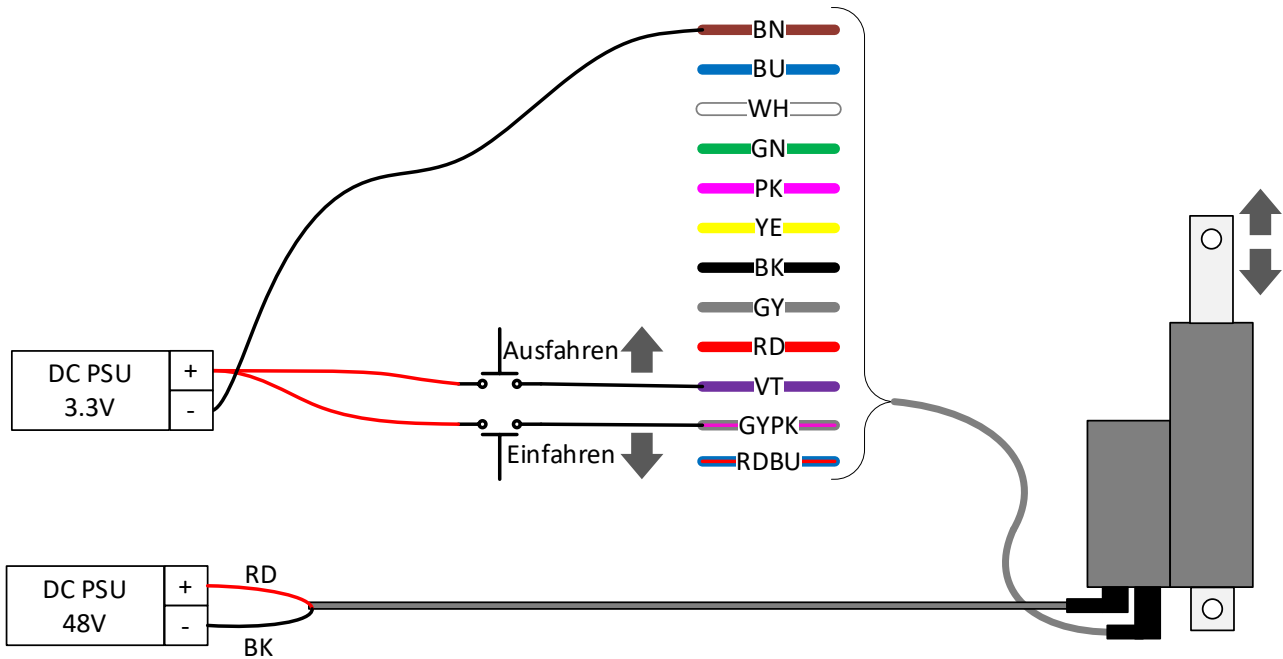 BN
BU
WH
GN
PK
YE
BK
GY
RD
VT
GYPK
RDBU
Ausfahren
Einfahren
DC PSU
3.3V
+
-
DC PSU
48V
+
-
RD
BK